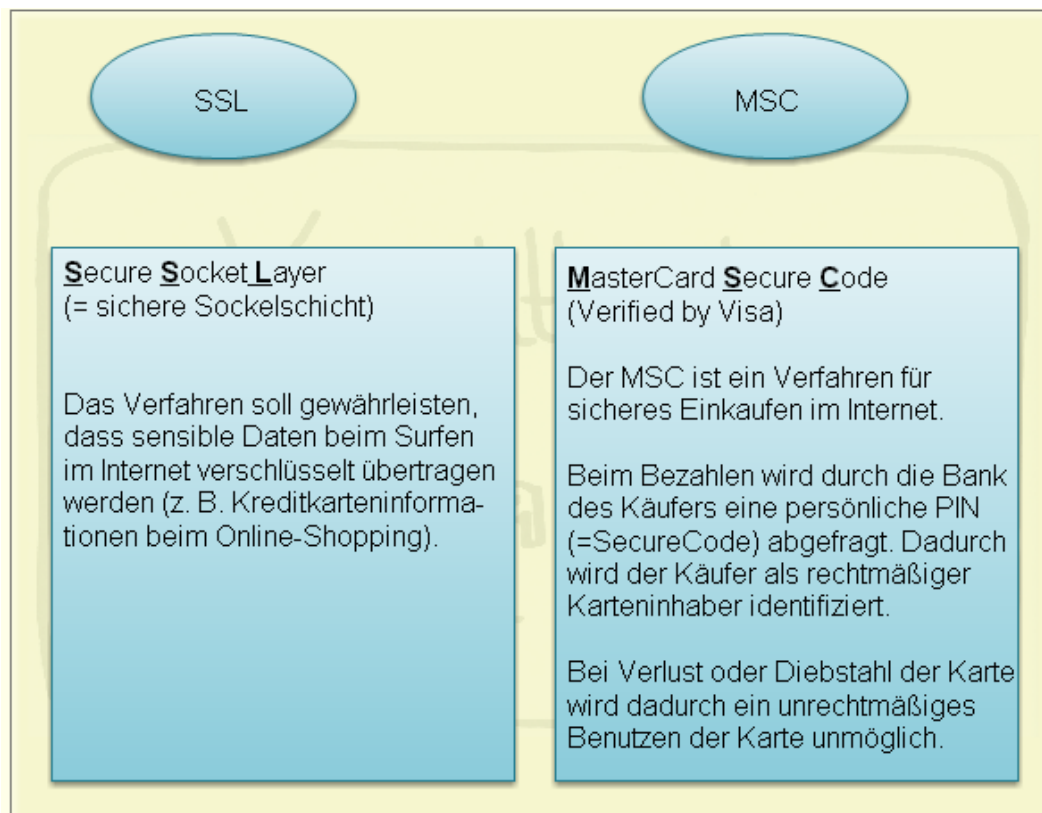 SSL
MSC
Secure Socket Layer
(= sichere Sockelschicht)
Das Verfahren soll gewährleisten,
dass sensible Daten beim Surfen
im Internet verschlüsselt übertragen
werden (z. B. Kreditkarteninforma-
tionen beim Online-Shopping).
MasterCard Secure Code
(Verified by Visa)
Der MSC ist ein Verfahren für
sicheres Einkaufen im Internet.
Beim Bezahlen wird durch die Bank
des Käufers eine persönliche PIN
(=SecureCode) abgefragt. Dadurch
wird der Käufer als rechtmäßiger
Karteninhaber identifiziert.
Bei Verlust oder Diebstahl der Karte
wird dadurch ein unrechtmäßiges
Benutzen der Karte unmöglich.